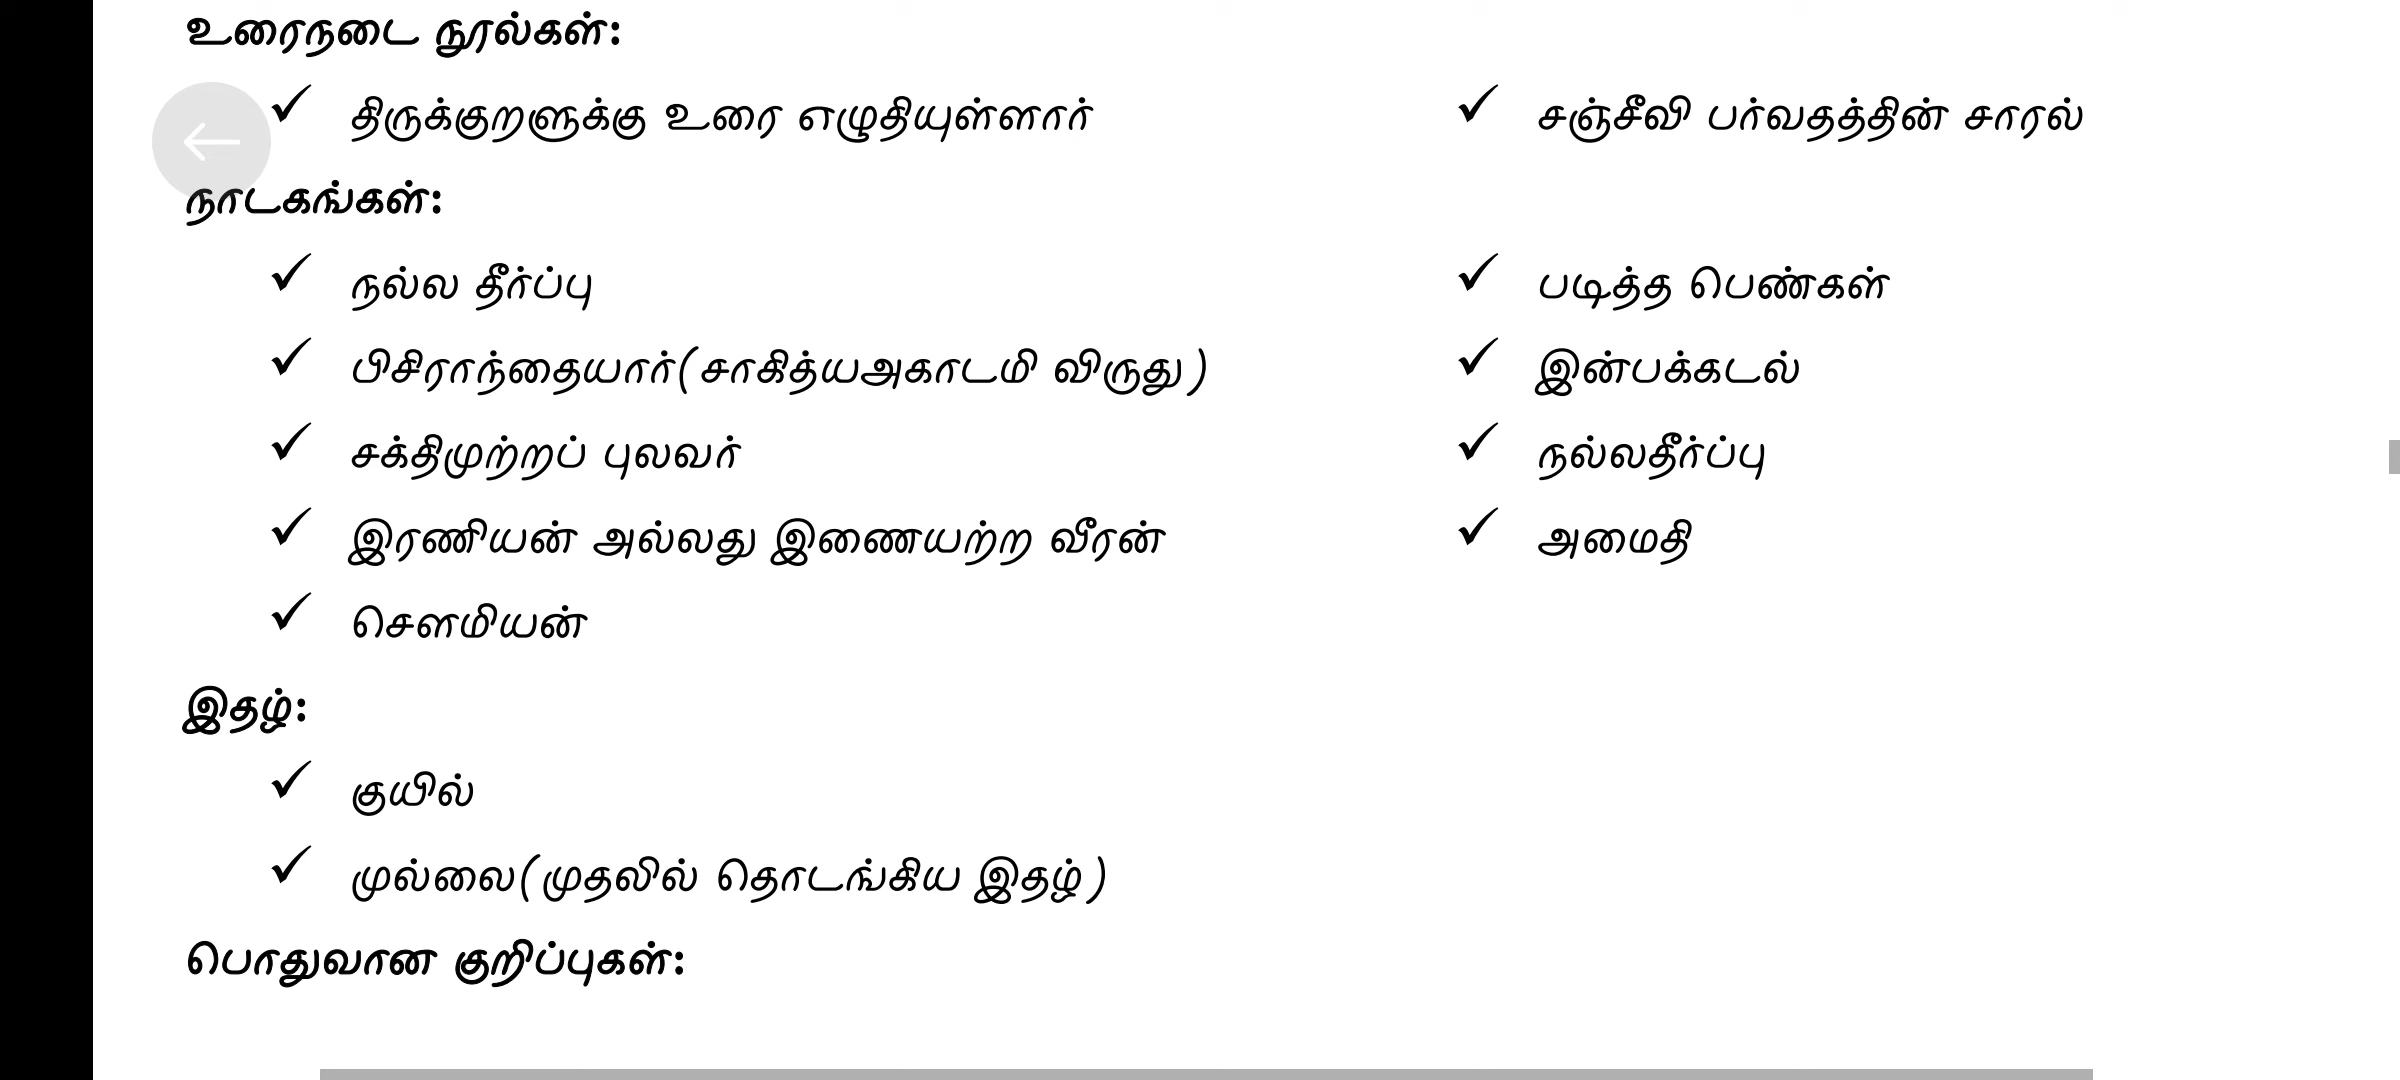 உரைநடை நூல்கள்:
✓ திருக்குறளுக்கு உரை எழுதியுள்ளார் ✓ சஞ்சீவி பர்வதத்தின் சாரல்
நாடகங்கள்:
✓ நல்ல தீர்ப்பு ✓ படித்த பெண்கள்
✓ பிசிராந்தையார்(சாகித்யஅகாடமி விருது) ✓ இன்பக்கடல்
✓ சக்திமுற்றப் புலவர் ✓ நல்லதீர்ப்பு
✓ இரணியன் அல்லது இணையற்ற வீரன் ✓ அமைதி
✓ சௌமியன்
இதழ்:
✓ குயில்
✓ முல்லை(முதலில் தொடங்கிய இதழ்)
பொதுவான குறிப்புகள்: